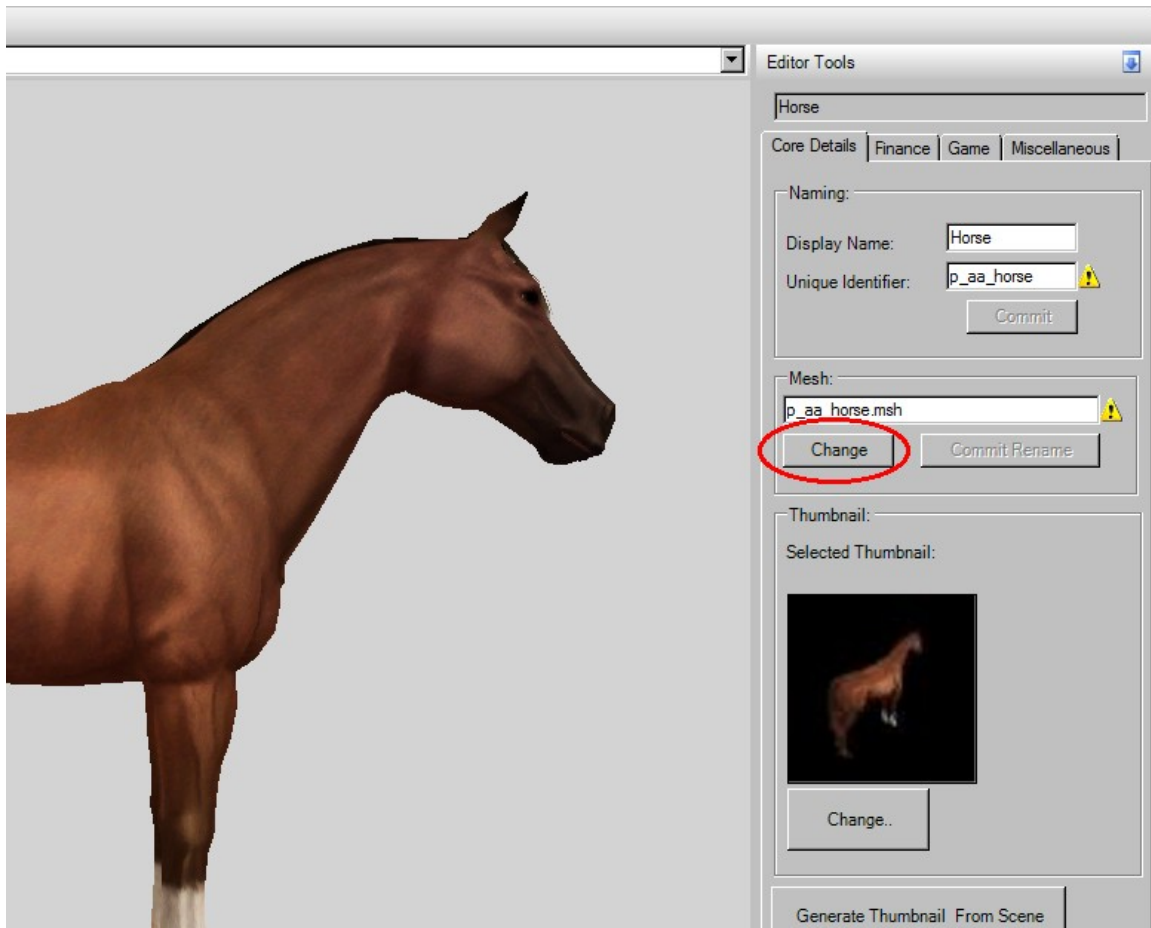 Editor Tools
Horse
Core Details Finance Game Miscellaneous
Naming:
Display Name: Horse
Unique Identifier: p_aa_horse
Commit
Mesh:
p_aa_horse.msh
Change Commit Rename
Thumbnail:
Selected Thumbnail:
Change..
Generate Thumbnail From Scene